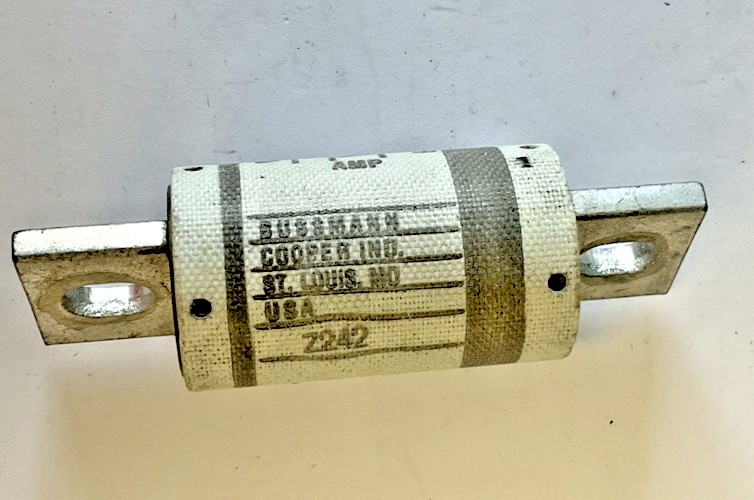 AMP
BUSSMANN
COOPER IND.
ST. LOUIS. MO
USA
2242